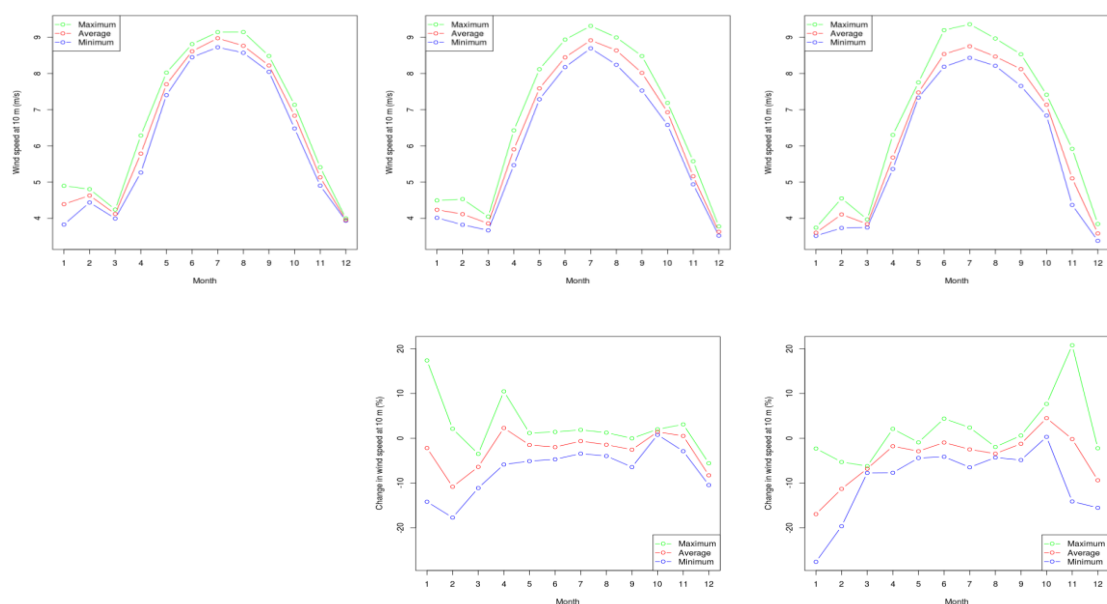 Maximum
Average
Minimum
Wind speed at 10 m (m/s)
9
8
7
6
5
4
1 2 3 4 5 6 7 8 9 10 11 12
Month
Maximum
Average
Minimum
Wind speed at 10 m (m/s)
9
8
7
6
5
4
1 2 3 4 5 6 7 8 9 10 11 12
Month
Maximum
Average
Minimum
Wind speed at 10 m (m/s)
9
8
7
6
5
4
1 2 3 4 5 6 7 8 9 10 11 12
Month
Change in wind speed at 10 m (%)
20
10
0
-10
-20
Maximum
Average
Minimum
1 2 3 4 5 6 7 8 9 10 11 12
Month
Change in wind speed at 10 m (%)
20
10
0
-10
-20
Maximum
Average
Minimum
1 2 3 4 5 6 7 8 9 10 11 12
Month